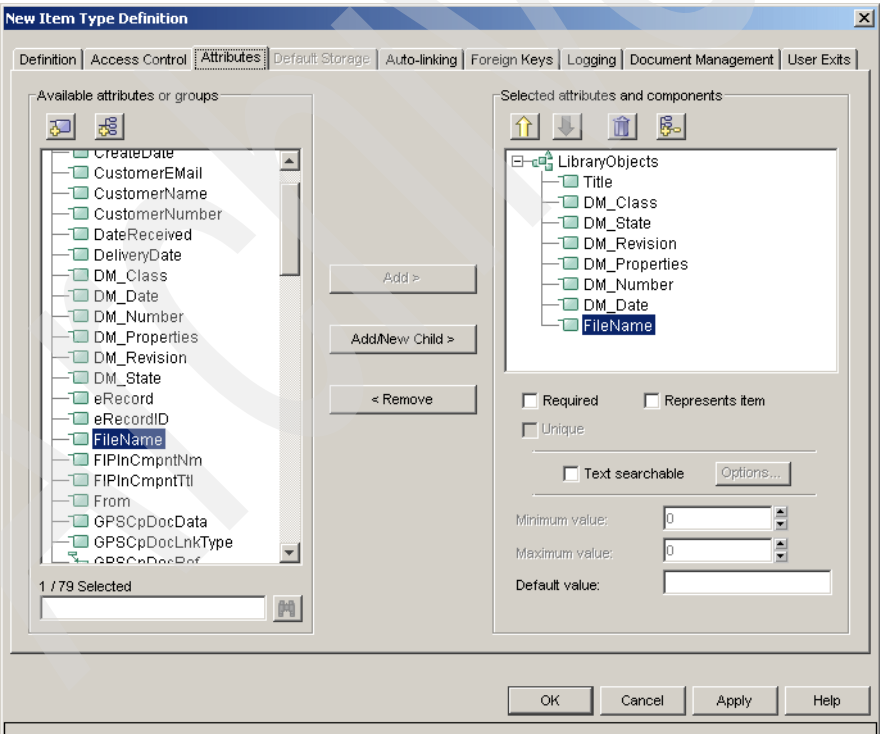 New Item Type Definition
Definition Access Control Attributes Default Storage Auto-linking Foreign Keys Logging Document Management User Exits
Available attributes or groups
CreateDate
CustomerEMail
CustomerName
CustomerNumber
DateReceived
DeliveryDate
DM_Class
DM_Date
DM_Number
DM_Properties
DM_Revision
DM_State
eRecord
eRecordID
FileName
FIPInCmpntNm
FIPInCmpntTtl
From
GPSCpDocData
GPSCpDocLnkType
GPSCpDocRef
1 / 79 Selected
Add >
Add/New Child >
< Remove
Selected attributes and components
LibraryObjects
Title
DM_Class
DM_State
DM_Revision
DM_Properties
DM_Number
DM_Date
FileName
Required Represents item
Unique
Text searchable Options...
Minimum value: 0
Maximum value: 0
Default value:
OK Cancel Apply Help